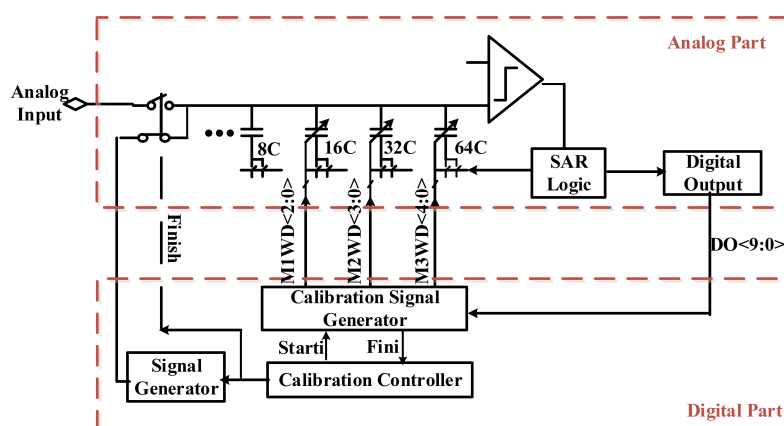 Analog Part
Analog
Input
8C
16C
32C
64C
SAR
Logic
Digital
Output
Finish
M1WD<2:0>
M2WD<3:0>
M3WD<4:0>
DO<9:0>
Calibration Signal
Generator
Starti
Fini
Signal
Generator
Calibration Controller
Digital Part